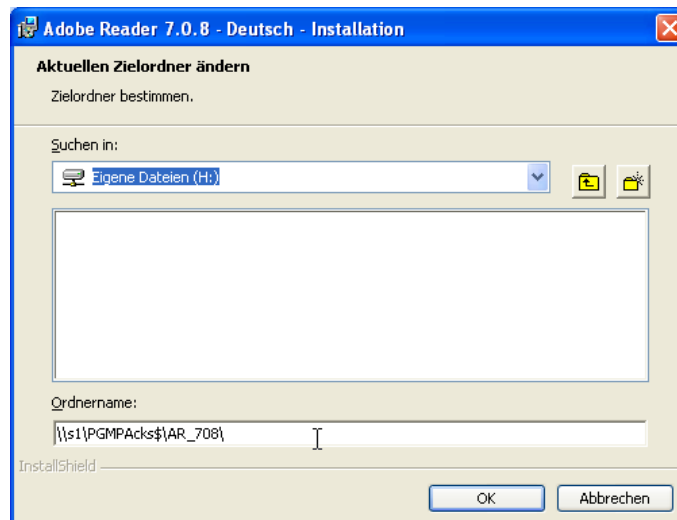 Adobe Reader 7.0.8 - Deutsch - Installation
Aktuellen Zielordner ändern
Zielordner bestimmen.
Suchen in:
Eigene Dateien (H:)
Ordnername:
\\s1\PGMPAcks$\AR_708\
InstallShield
OK Abbrechen